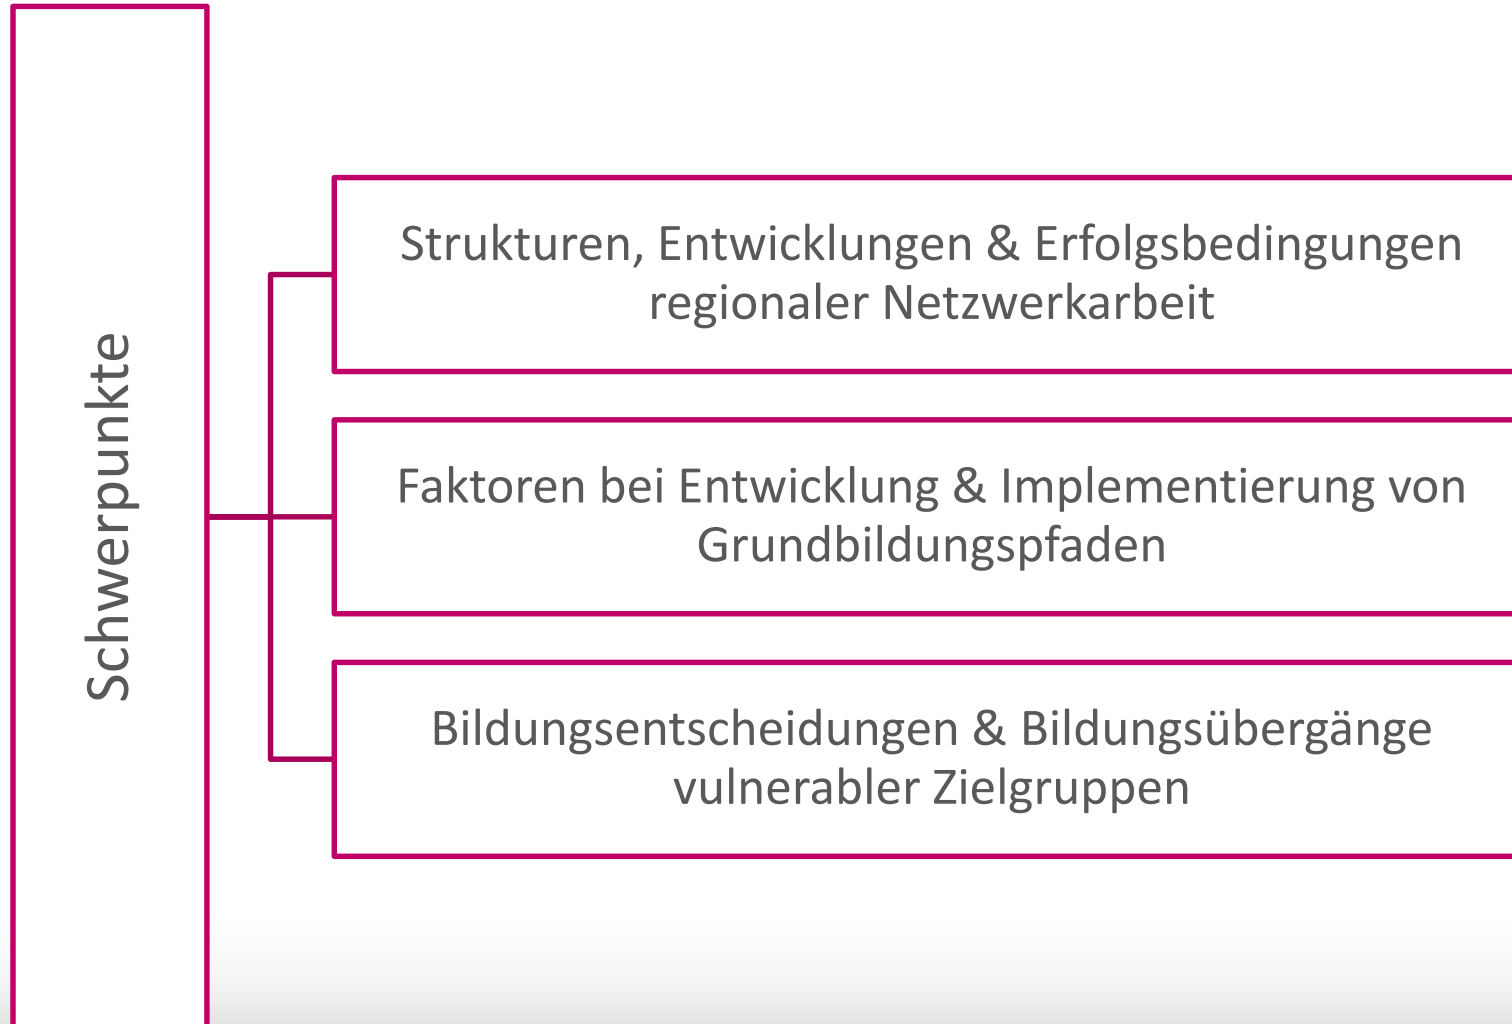 Schwerpunkte
Strukturen, Entwicklungen & Erfolgsbedingungen
regionaler Netzwerkarbeit
Faktoren bei Entwicklung & Implementierung von
Grundbildungspfaden
Bildungsentscheidungen & Bildungsübergänge
vulnerabler Zielgruppen